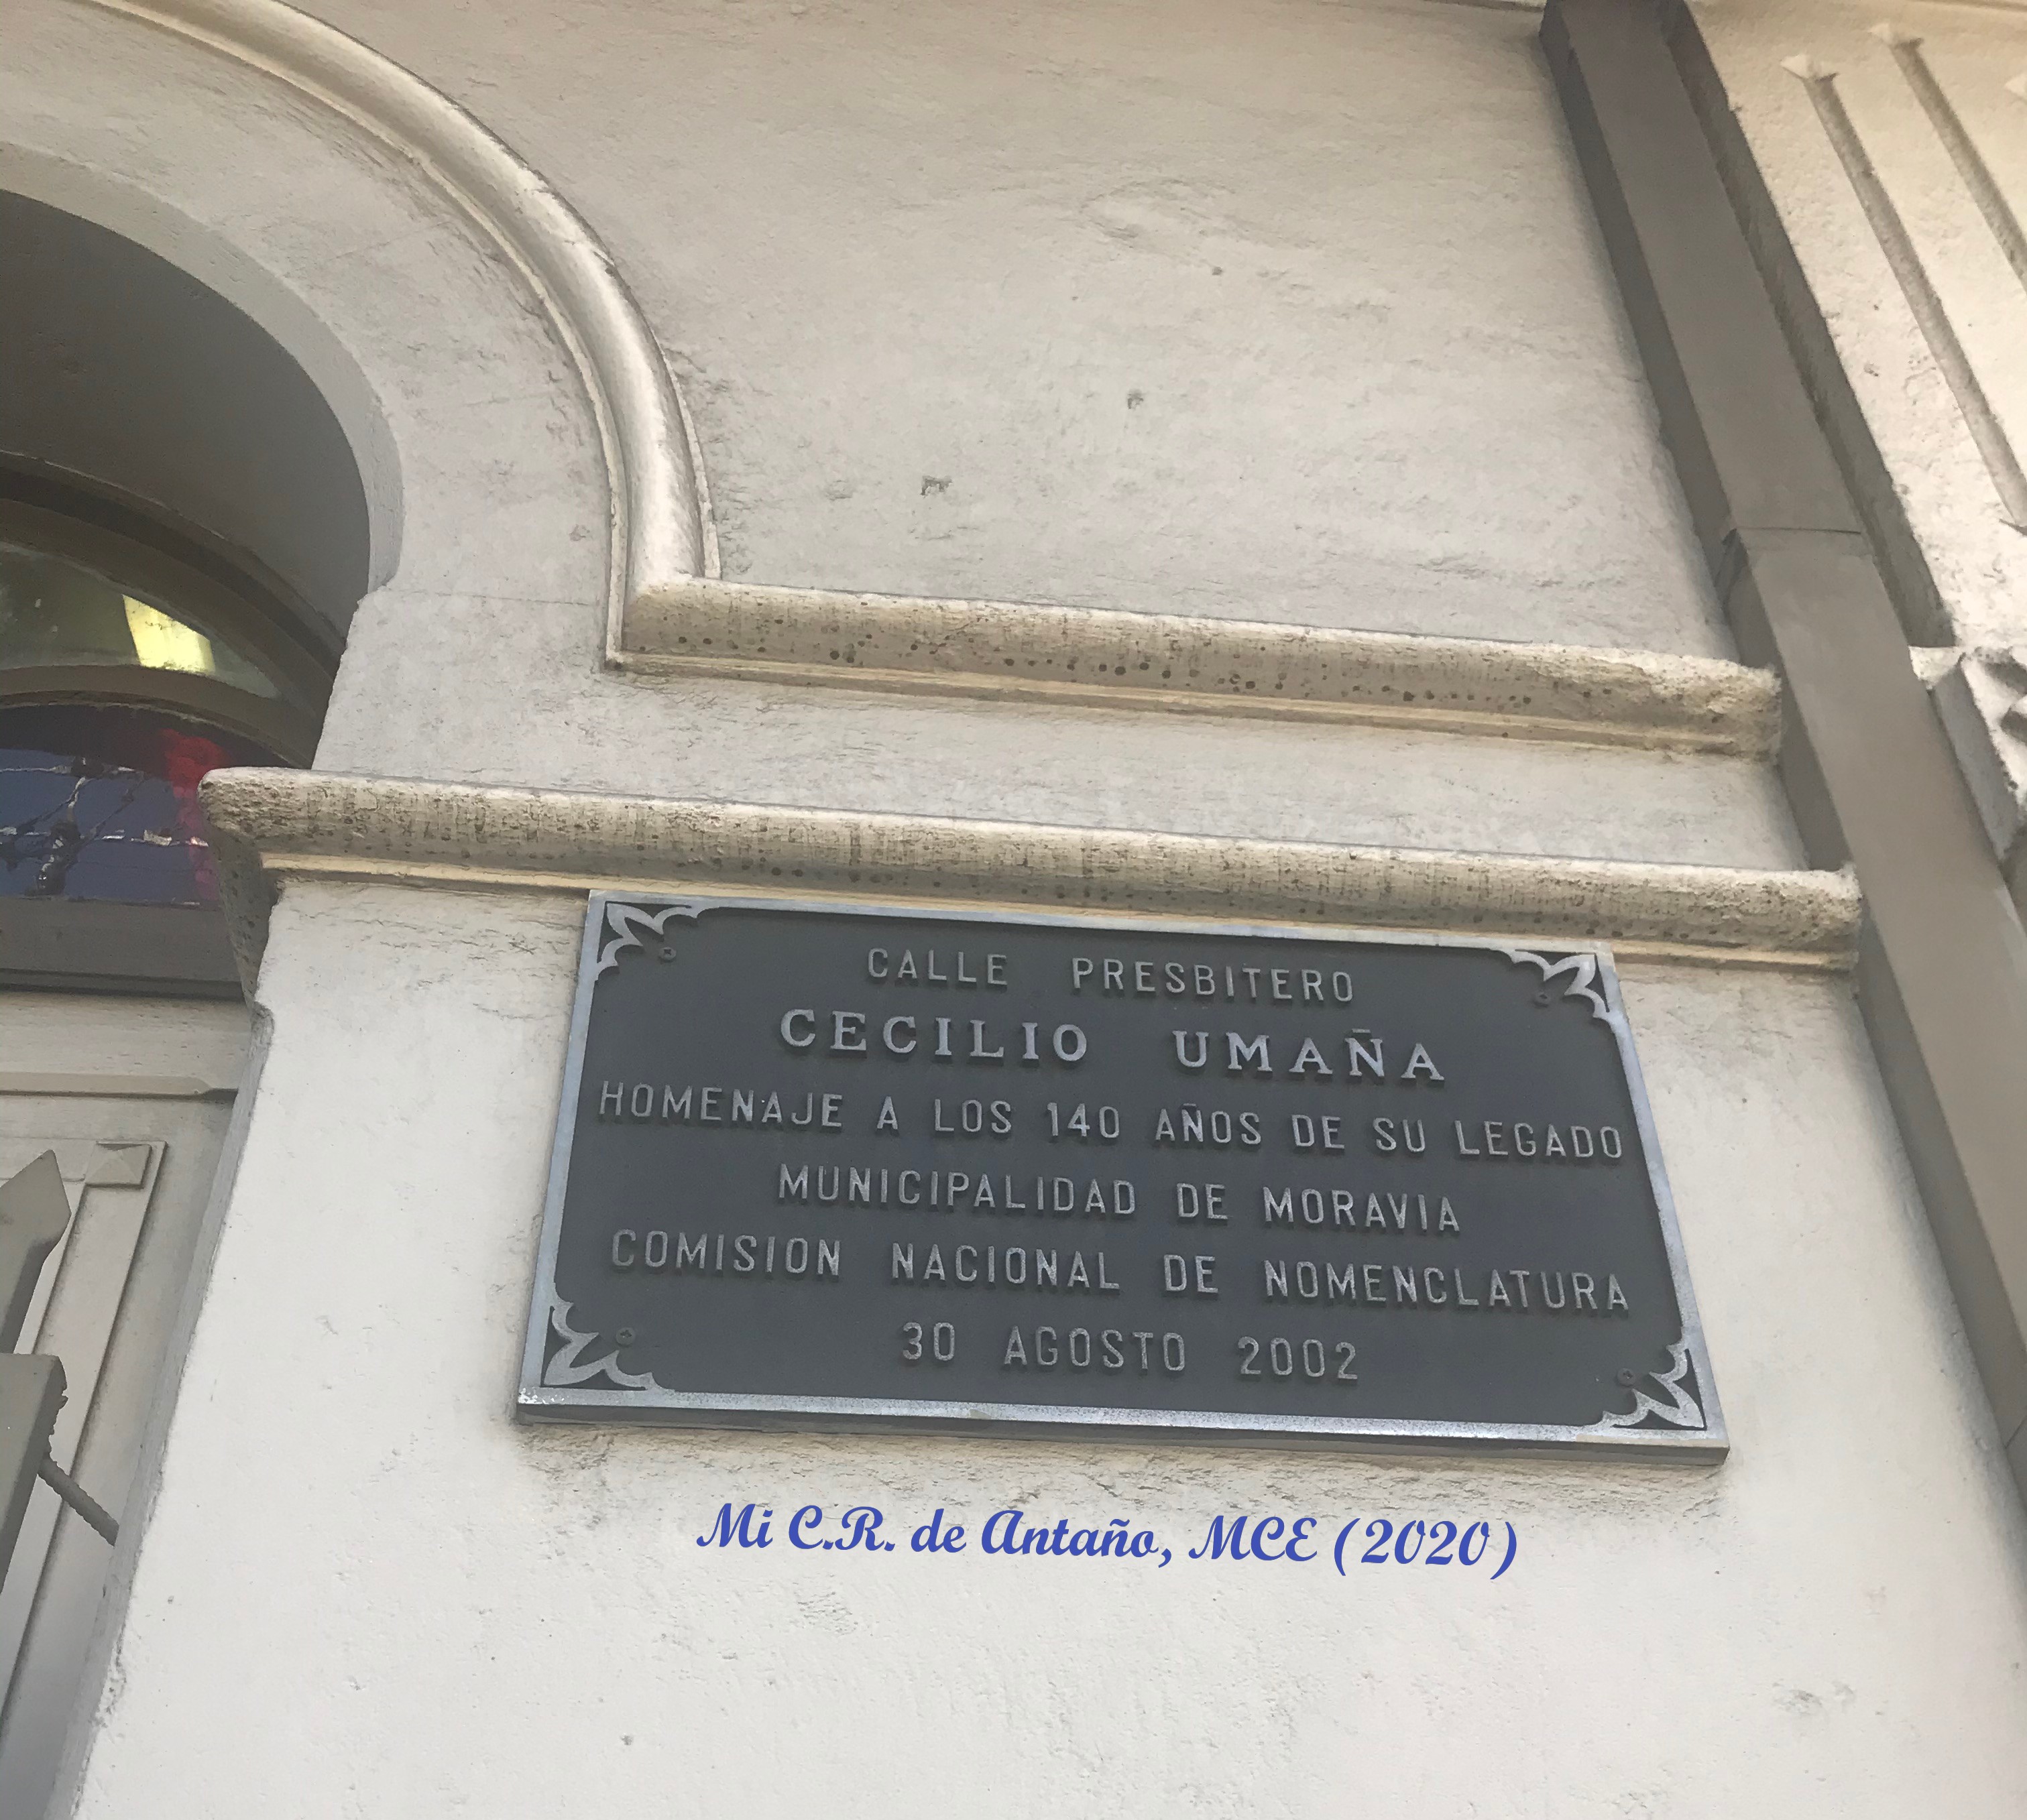 CALLE PRESBITERO
CECILIO UMAÑA
HOMENAJE A LOS 140 AÑOS DE SU LEGADO
MUNICIPALIDAD DE MORAVIA
COMISION NACIONAL DE NOMENCLATURA
30 AGOSTO 2002
Mi C.R. de Antaño, MCE (2020)